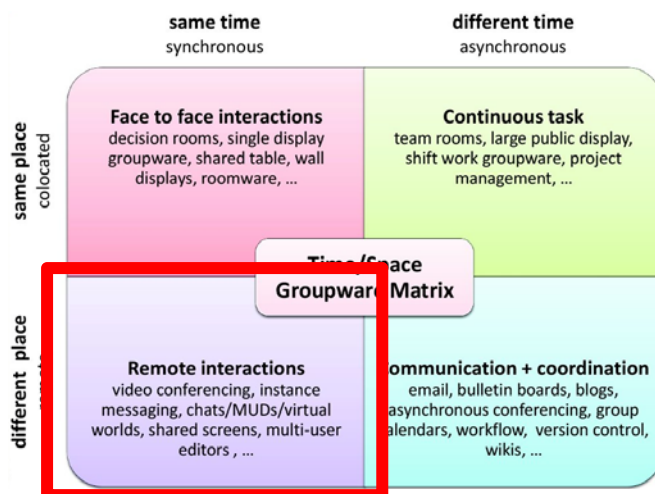 same time
synchronous
different time
asynchronous
same place
colocated
Face to face interactions
decision rooms, single display
groupware, shared table, wall
displays, roomware, ...
Continuous task
team rooms, large public display,
shift work groupware, project
management, ...
Time/Space
Groupware Matrix
different place
Remote interactions
video conferencing, instance
messaging, chats/MUDs/virtual
worlds, shared screens, multi-user
editors , ...
ommunication + coordination
email, bulletin boards, blogs,
asynchronous conferencing, group
calendars, workflow, version control,
wikis, ...